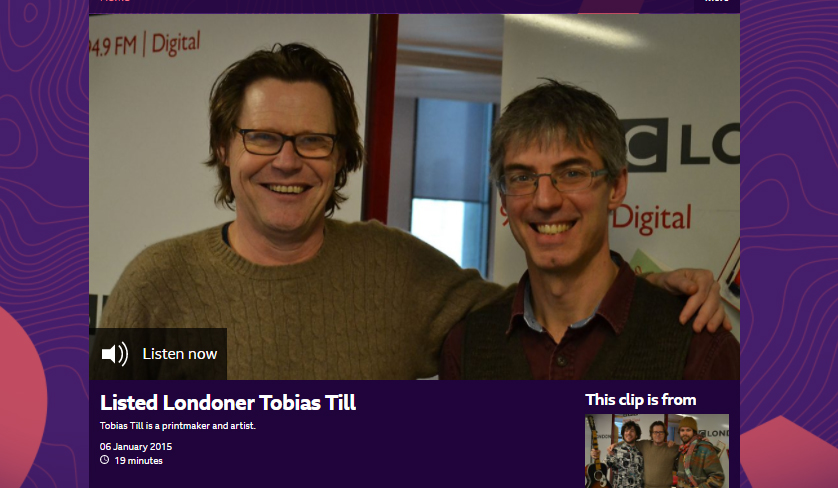 94.9 FM | Digital
C LO
Digital
Listen now
Listed Londoner Tobias Till
Tobias Till is a printmaker and artist.
06 January 2015
19 minutes
This clip is from